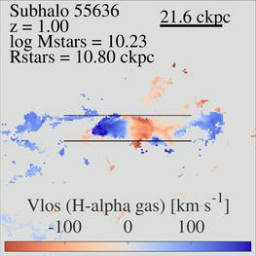 Subhalo 55636
21.6 ckpc
z = 1.00
log Mstars = 10.23
Rstars = 10.80 ckpc
Vlos (H-alpha gas) [km s⁻¹]
-100 0 100